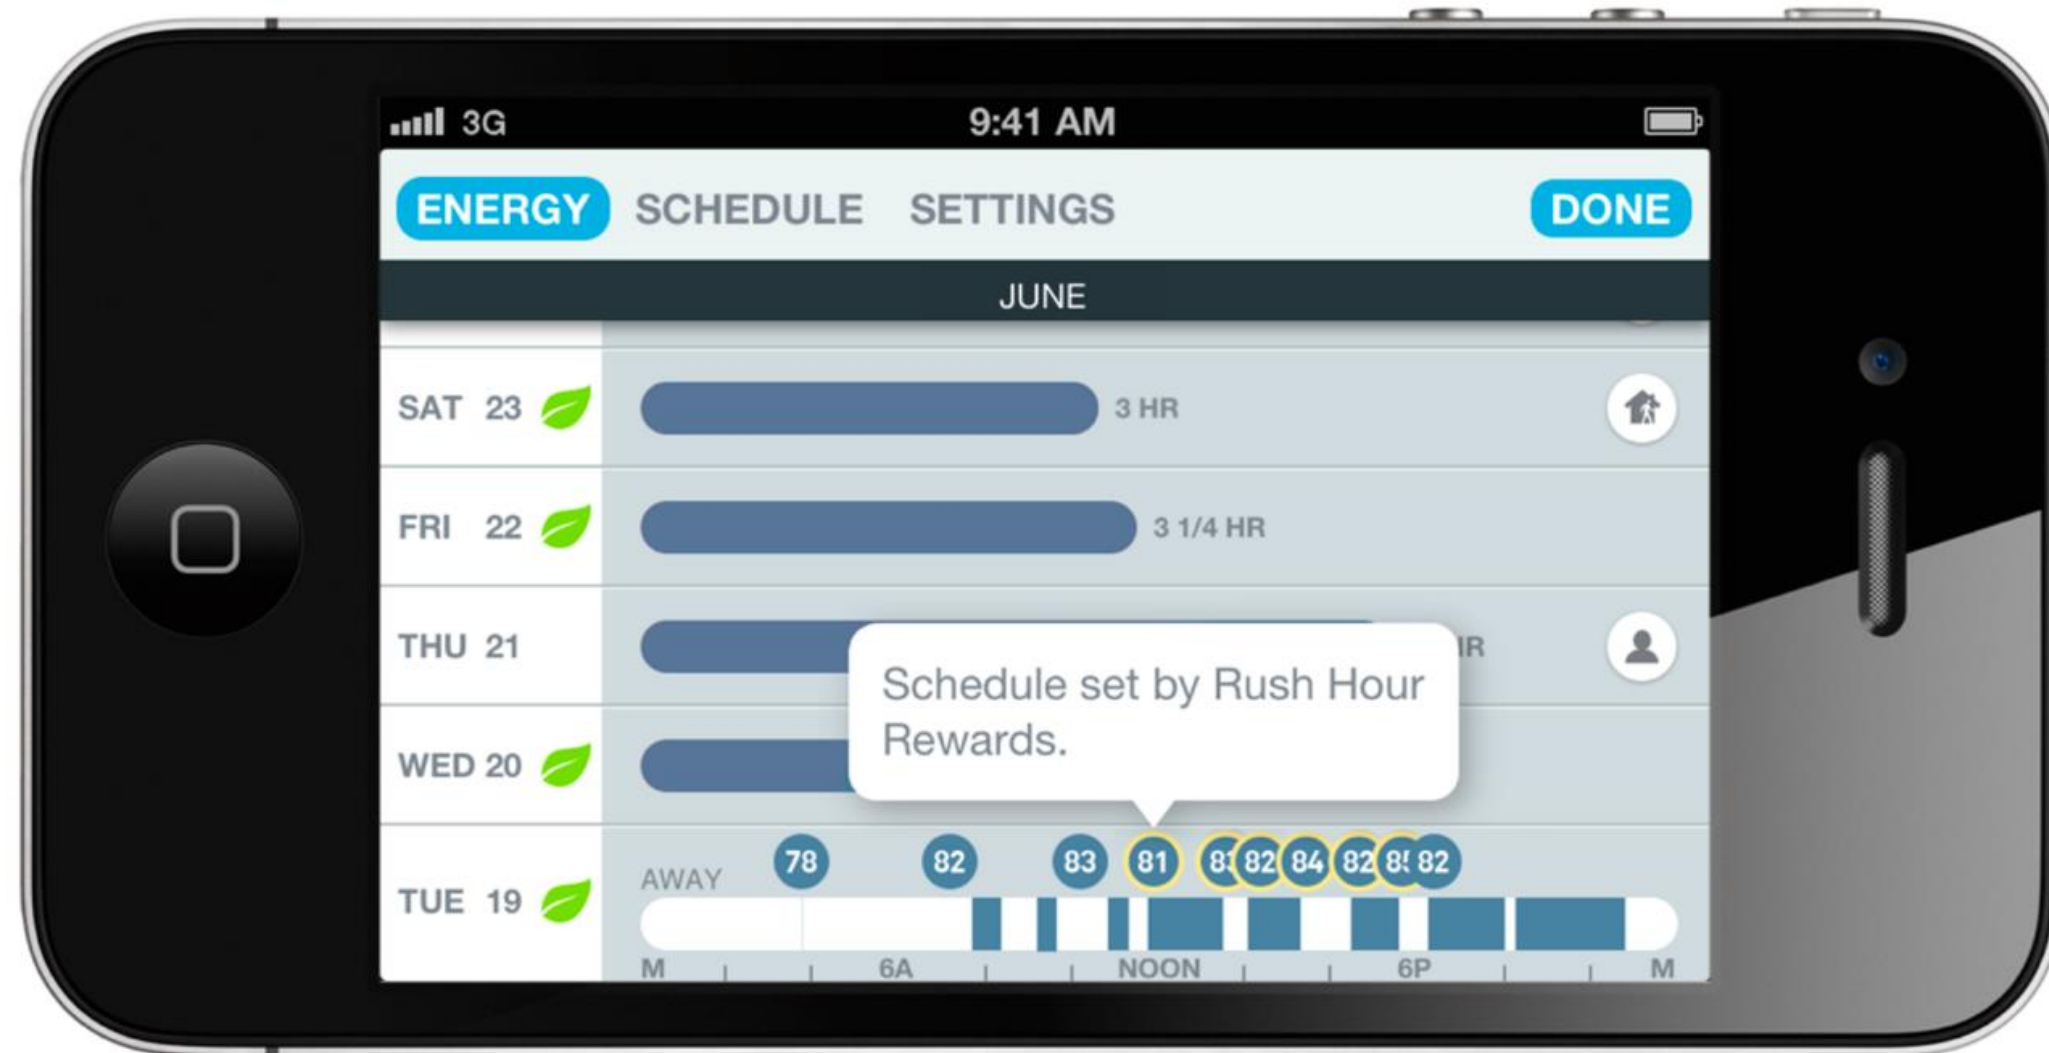 3G 9:41 AM
ENERGY SCHEDULE SETTINGS DONE
JUNE
SAT 23 3 HR
FRI 22 3 1/4 HR
THU 21
Schedule set by Rush Hour
Rewards.
WED 20
78 82 83 81 82 84 82 82
AWAY
TUE 19
M 6A NOON 6P M